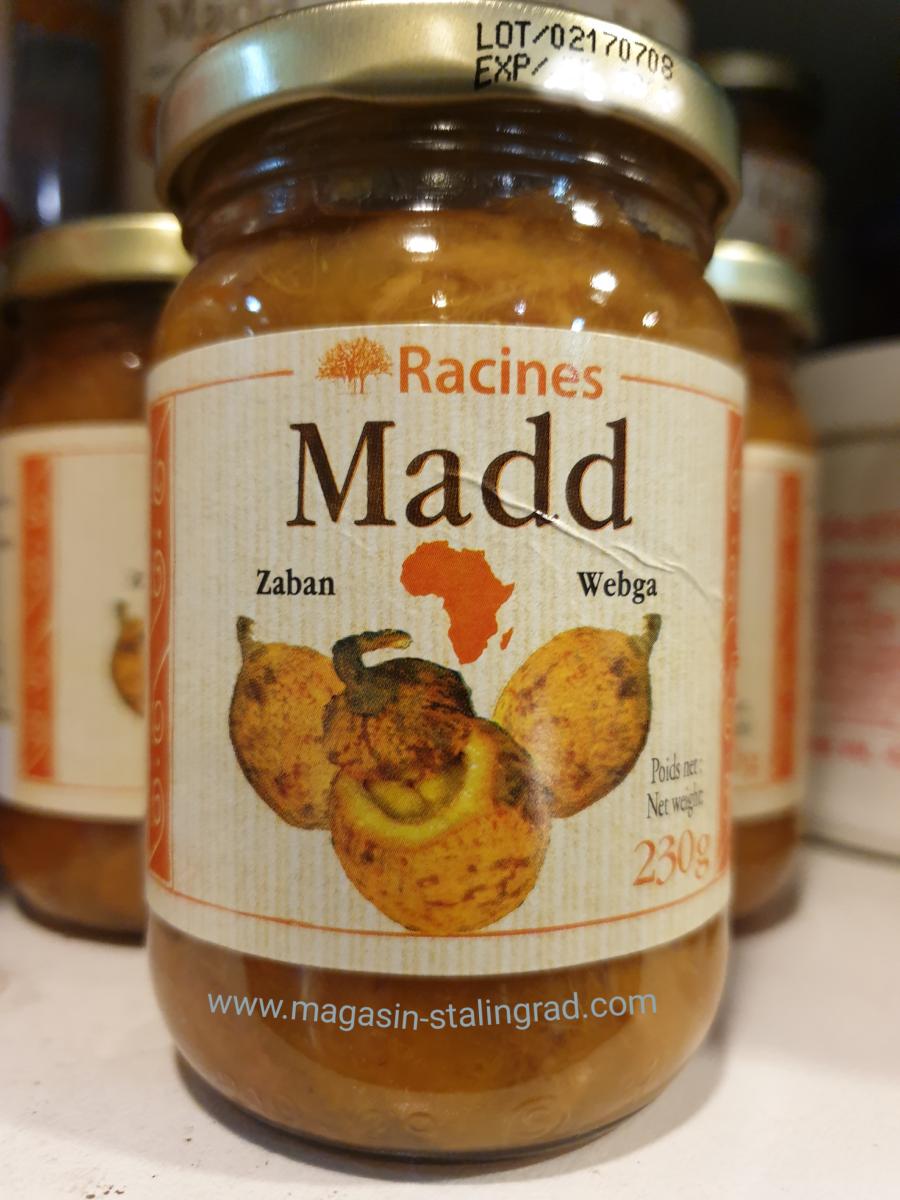 LOT/02170708
EXP/
Racines
Madd
Zaban
Webga
Poids net :
Net weight:
230g
www.magasin-stalingrad.com